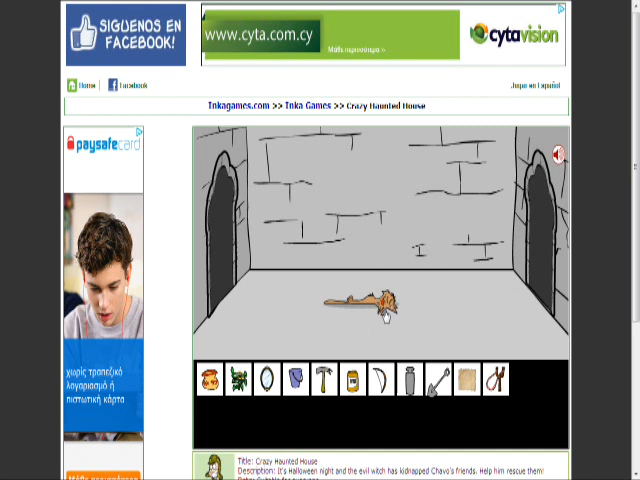 SIGUENOS EN
FACEBOOK!
www.cyta.com.cy
Μάθε περισσότερα »
cytavision
Home
Facebook
Juega en Español
Inkagames.com >> Inka Games >> Crazy Haunted House
paysafecard
χωρίς τραπεζικό
λογαριασμό ή
πιστωτική κάρτα
Title: Crazy Haunted House
Description: It's Halloween night and the evil witch has kidnapped Chavo's friends. Help him rescue them!